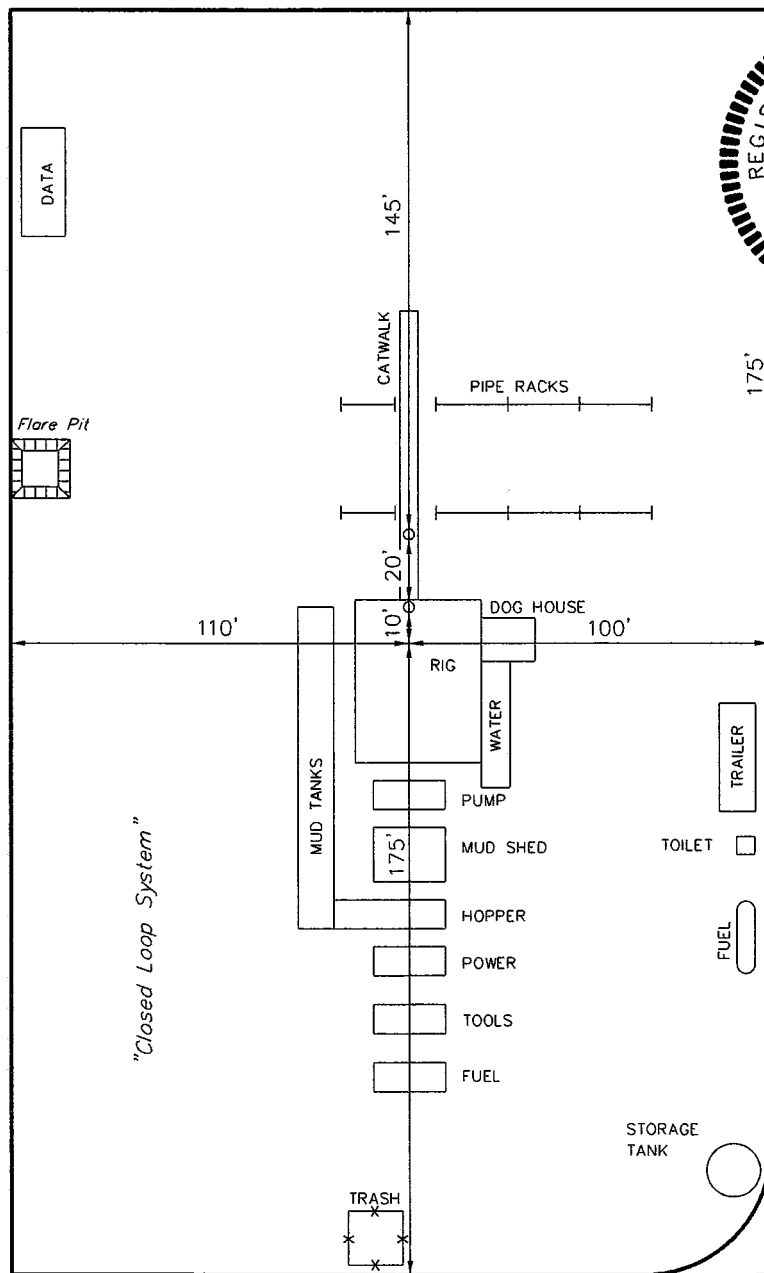 REGIS
DATA
145'
175'
CATWALK
PIPE RACKS
Flare Pit
20'
10'
DOG HOUSE
110'
100'
RIG
WATER
TRAILER
MUD TANKS
PUMP
175'
MUD SHED
TOILET
"Closed Loop System"
HOPPER
FUEL
POWER
TOOLS
FUEL
STORAGE
TANK
TRASH